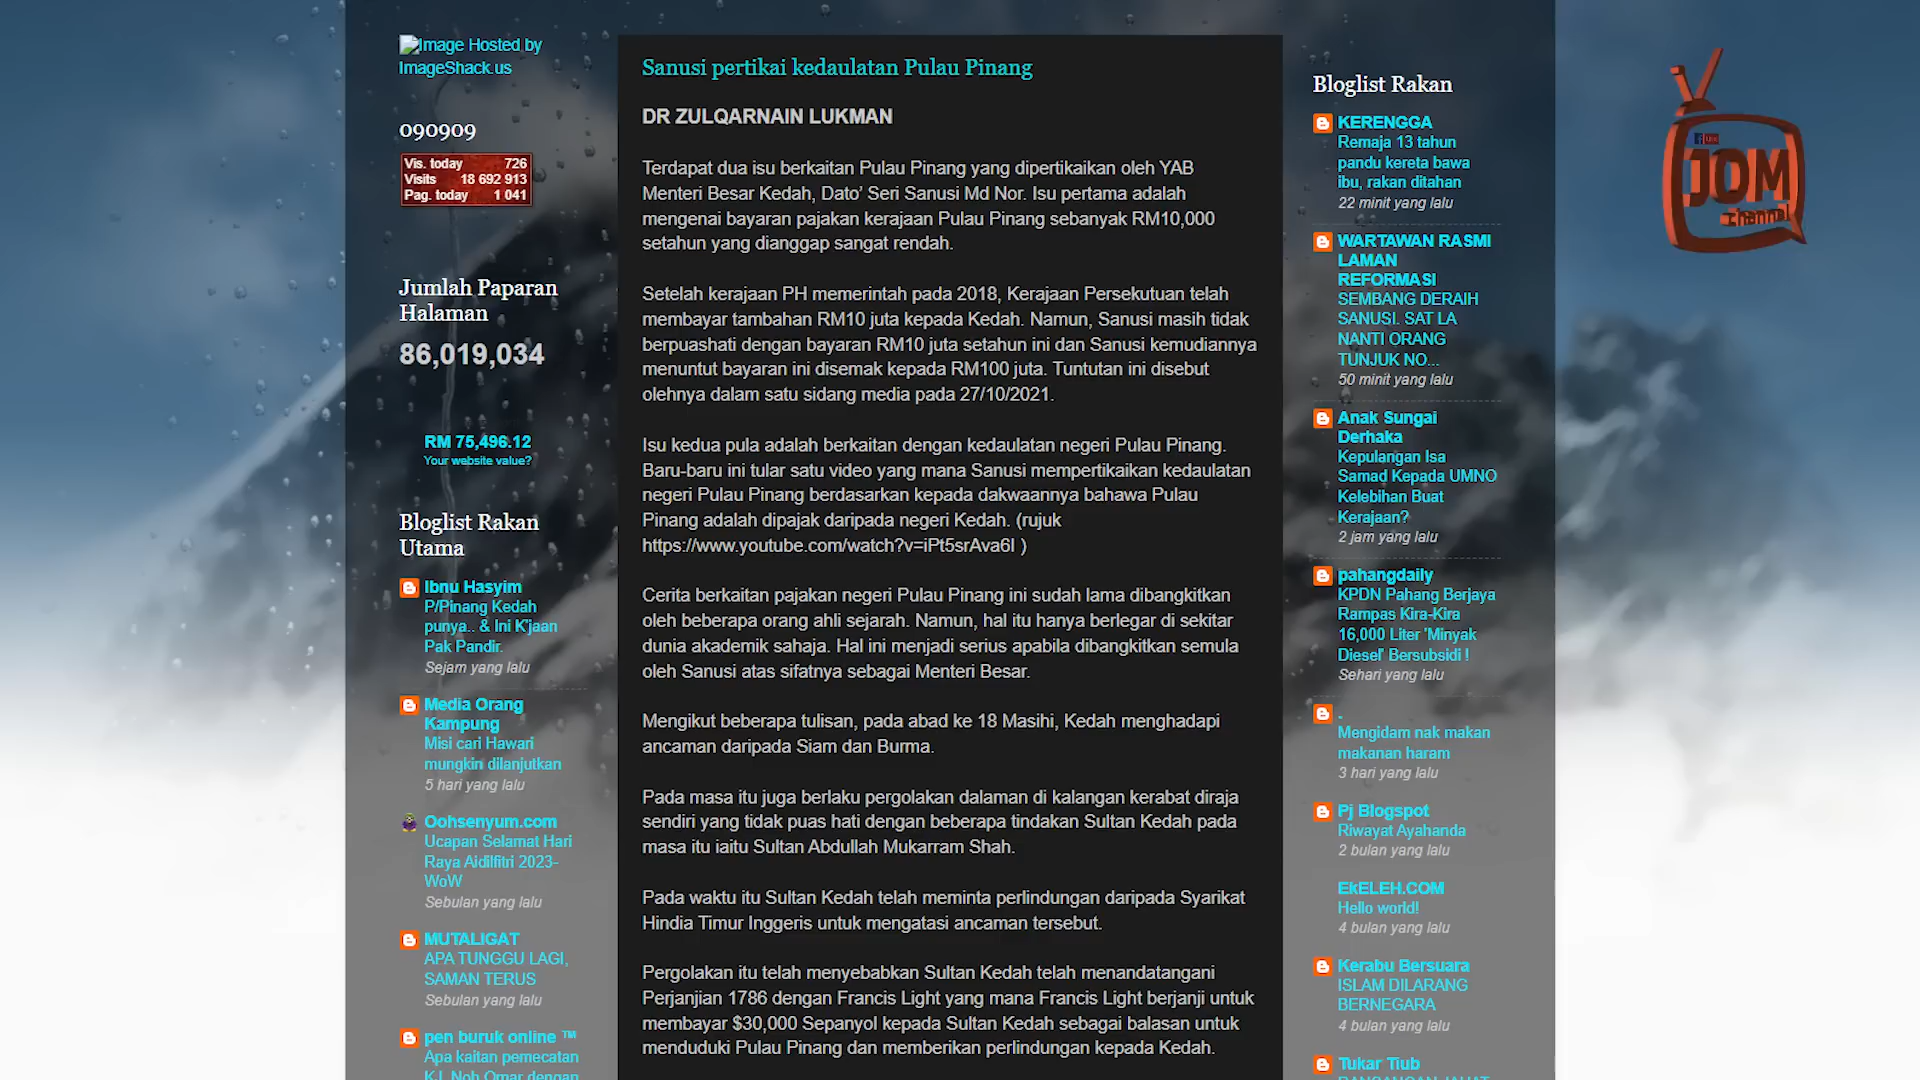 Image Hosted by
ImageShack.us
090909
Vis. today 726
Visits 18 692 913
Pag. today 1 041
Jumlah Paparan
Halaman
86,019,034
RM 75,496.12
Your website value?
Bloglist Rakan
Utama
Ibnu Hasyim
P/Pinang Kedah
punya.. & Ini K'jaan
Pak Pandir.
Sejam yang lalu
Media Orang
Kampung
Misi cari Hawari
mungkin dilanjutkan
5 hari yang lalu
Oohsenyum.com
Ucapan Selamat Hari
Raya Aidilfitri 2023-
WoW
Sebulan yang lalu
MUTALIGAT
APA TUNGGU LAGI,
SAMAN TERUS
Sebulan yang lalu
pen buruk online ™
Apa kaitan pemecatan
KJ, Noh Omar dengan
Sanusi pertikai kedaulatan Pulau Pinang
DR ZULQARNAIN LUKMAN
Terdapat dua isu berkaitan Pulau Pinang yang dipertikaikan oleh YAB
Menteri Besar Kedah, Dato’ Seri Sanusi Md Nor. Isu pertama adalah
mengenai bayaran pajakan kerajaan Pulau Pinang sebanyak RM10,000
setahun yang dianggap sangat rendah.
Setelah kerajaan PH memerintah pada 2018, Kerajaan Persekutuan telah
membayar tambahan RM10 juta kepada Kedah. Namun, Sanusi masih tidak
berpuashati dengan bayaran RM10 juta setahun ini dan Sanusi kemudiannya
menuntut bayaran ini disemak kepada RM100 juta. Tuntutan ini disebut
olehnya dalam satu sidang media pada 27/10/2021.
Isu kedua pula adalah berkaitan dengan kedaulatan negeri Pulau Pinang.
Baru-baru ini tular satu video yang mana Sanusi mempertikaikan kedaulatan
negeri Pulau Pinang berdasarkan kepada dakwaannya bahawa Pulau
Pinang adalah dipajak daripada negeri Kedah. (rujuk
https://www.youtube.com/watch?v=iPt5srAva6I )
Cerita berkaitan pajakan negeri Pulau Pinang ini sudah lama dibangkitkan
oleh beberapa orang ahli sejarah. Namun, hal itu hanya berlegar di sekitar
dunia akademik sahaja. Hal ini menjadi serius apabila dibangkitkan semula
oleh Sanusi atas sifatnya sebagai Menteri Besar.
Mengikut beberapa tulisan, pada abad ke 18 Masihi, Kedah menghadapi
ancaman daripada Siam dan Burma.
Pada masa itu juga berlaku pergolakan dalaman di kalangan kerabat diraja
sendiri yang tidak puas hati dengan beberapa tindakan Sultan Kedah pada
masa itu iaitu Sultan Abdullah Mukarram Shah.
Pada waktu itu Sultan Kedah telah meminta perlindungan daripada Syarikat
Hindia Timur Inggeris untuk mengatasi ancaman tersebut.
Pergolakan itu telah menyebabkan Sultan Kedah telah menandatangani
Perjanjian 1786 dengan Francis Light yang mana Francis Light berjanji untuk
membayar $30,000 Sepanyol kepada Sultan Kedah sebagai balasan untuk
menduduki Pulau Pinang dan memberikan perlindungan kepada Kedah.
Bloglist Rakan
KERENGGA
Remaja 13 tahun
pandu kereta bawa
ibu, rakan ditahan
22 minit yang lalu
WARTAWAN RASMI
LAMAN
REFORMASI
SEMBANG DERAIH
SANUSI. SAT LA
NANTI ORANG
TUNJUK NO...
50 minit yang lalu
Anak Sungai
Derhaka
Kepulangan Isa
Samad Kepada UMNO
Kelebihan Buat
Kerajaan?
2 jam yang lalu
pahangdaily
KPDN Pahang Berjaya
Rampas Kira-Kira
16,000 Liter 'Minyak
Diesel' Bersubsidi !
Sehari yang lalu
.
Mengidam nak makan
makanan haram
3 hari yang lalu
Pj Blogspot
Riwayat Ayahanda
2 bulan yang lalu
EkELEH.COM
Hello world!
4 bulan yang lalu
Kerabu Bersuara
ISLAM DILARANG
BERNEGARA
4 bulan yang lalu
Tukar Tiub
JOM
Channel